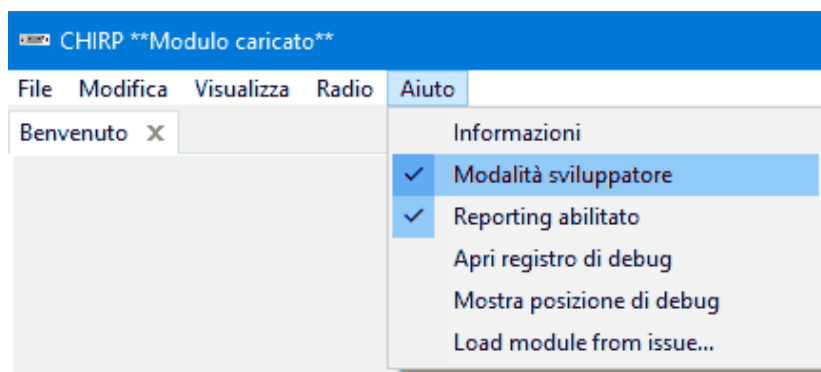 CHIRP **Modulo caricato**
File Modifica Visualizza Radio Aiuto
Benvenuto X
Informazioni
Modalità sviluppatore
Reporting abilitato
Apri registro di debug
Mostra posizione di debug
Load module from issue...